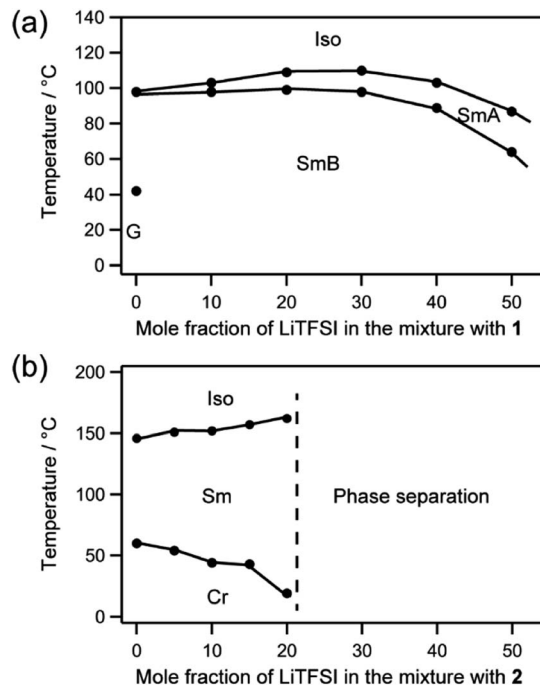 (a)
140
120
100
80
60
40
20
0
Temperature / °C
Iso
SmA
SmB
G
0 10 20 30 40 50
Mole fraction of LiTFSI in the mixture with 1
(b)
200
150
100
50
0
Temperature / °C
Iso
Sm
Phase separation
Cr
0 10 20 30 40 50
Mole fraction of LiTFSI in the mixture with 2